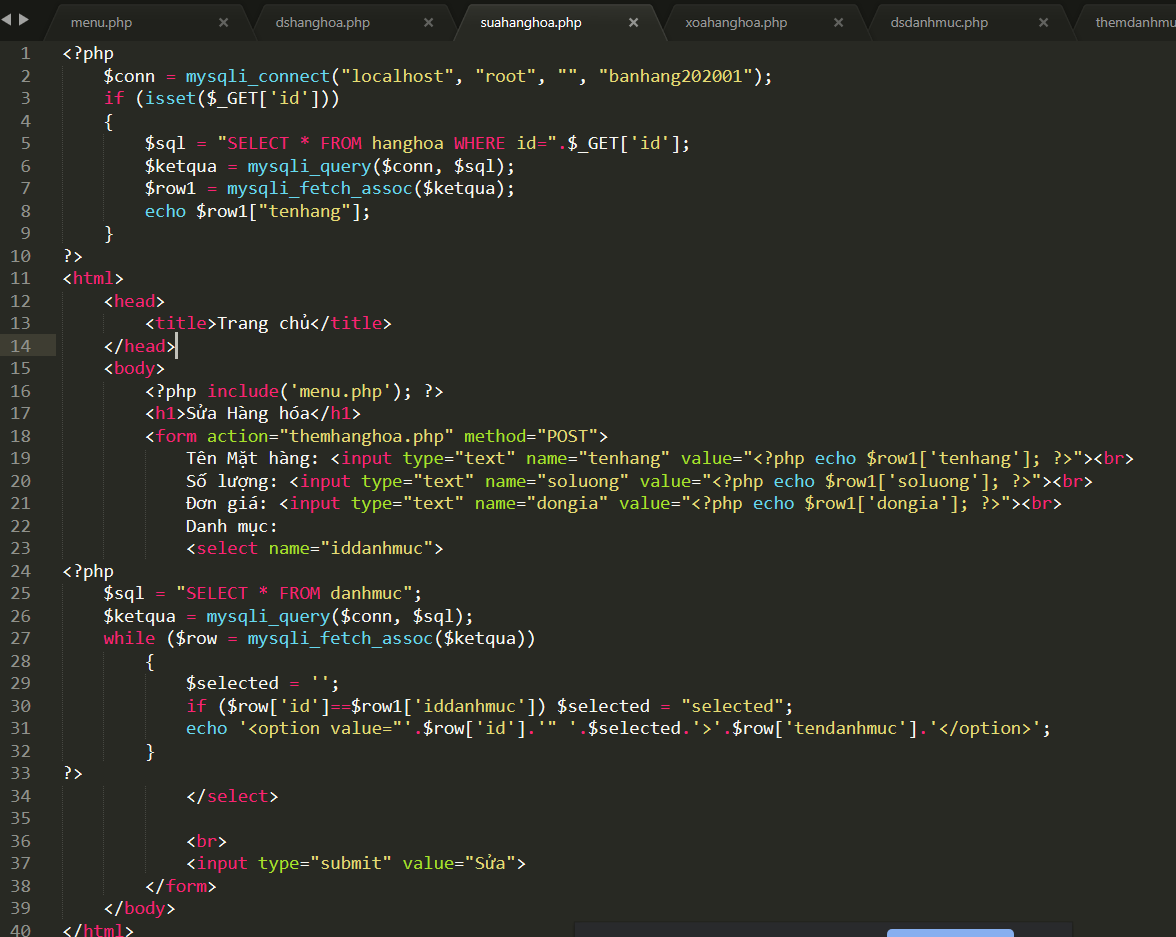 menu.php × dshanghoa.php × suahanghoa.php × xoahanghoa.php × dsdanhmuc.php × themdanhmu
1 <?php
2 $conn = mysqli_connect("localhost", "root", "", "banhang202001");
3 if (isset($_GET['id']))
4 {
5 $sql = "SELECT * FROM hanghoa WHERE id=".$_GET['id'];
6 $ketqua = mysqli_query($conn, $sql);
7 $row1 = mysqli_fetch_assoc($ketqua);
8 echo $row1["tenhang"];
9 }
10 ?>
11 <html>
12 <head>
13 <title>Trang chủ</title>
14 </head>
15 <body>
16 <?php include('menu.php'); ?>
17 <h1>Sửa Hàng hóa</h1>
18 <form action="themhanghoa.php" method="POST">
19 Tên Mặt hàng: <input type="text" name="tenhang" value="<?php echo $row1['tenhang']; ?>"><br>
20 Số lượng: <input type="text" name="soluong" value="<?php echo $row1['soluong']; ?>"><br>
21 Đơn giá: <input type="text" name="dongia" value="<?php echo $row1['dongia']; ?>"><br>
22 Danh mục:
23 <select name="iddanhmuc">
24 <?php
25 $sql = "SELECT * FROM danhmuc";
26 $ketqua = mysqli_query($conn, $sql);
27 while ($row = mysqli_fetch_assoc($ketqua))
28 {
29 $selected = '';
30 if ($row['id']==$row1['iddanhmuc']) $selected = "selected";
31 echo '<option value="'.$row['id'].'" '.$selected.'>'.$row['tendanhmuc'].'</option>';
32 }
33 ?>
34 </select>
35
36 <br>
37 <input type="submit" value="Sửa">
38 </form>
39 </body>
40 </html>